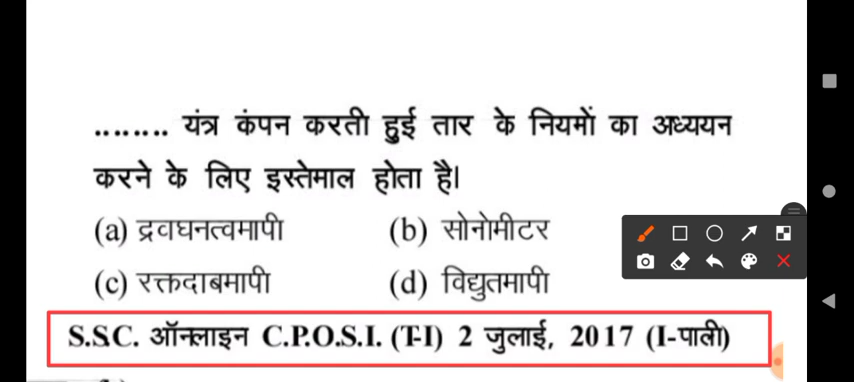 ......... यंत्र कंपन करती हुई तार के नियमों का अध्ययन
करने के लिए इस्तेमाल होता है।
(a) द्रवघनत्वमापी (b) सोनोमीटर
(c) रक्तदाबमापी (d) विद्युतमापी
S.S.C. ऑनलाइन C.P.O.S.I. (T-I) 2 जुलाई, 2017 (I-पाली)